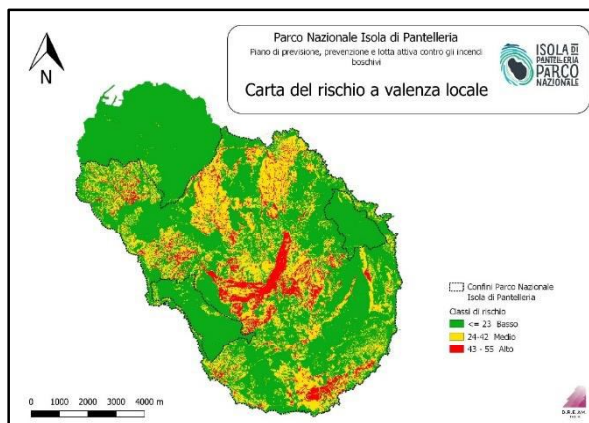 Parco Nazionale Isola di Pantelleria
Piano di previsione, prevenzione e lotta attiva contro gli incendi
boschivi
Carta del rischio a valenza locale
ISOLA DI
PANTELLERIA
PARCO
NAZIONALE
N
Confini Parco Nazionale
Isola di Pantelleria
Classi di rischio
<= 23 Basso
24-42 Medio
43 - 55 Alto
0 1000 2000 3000 4000 m
D.R.E.AM.